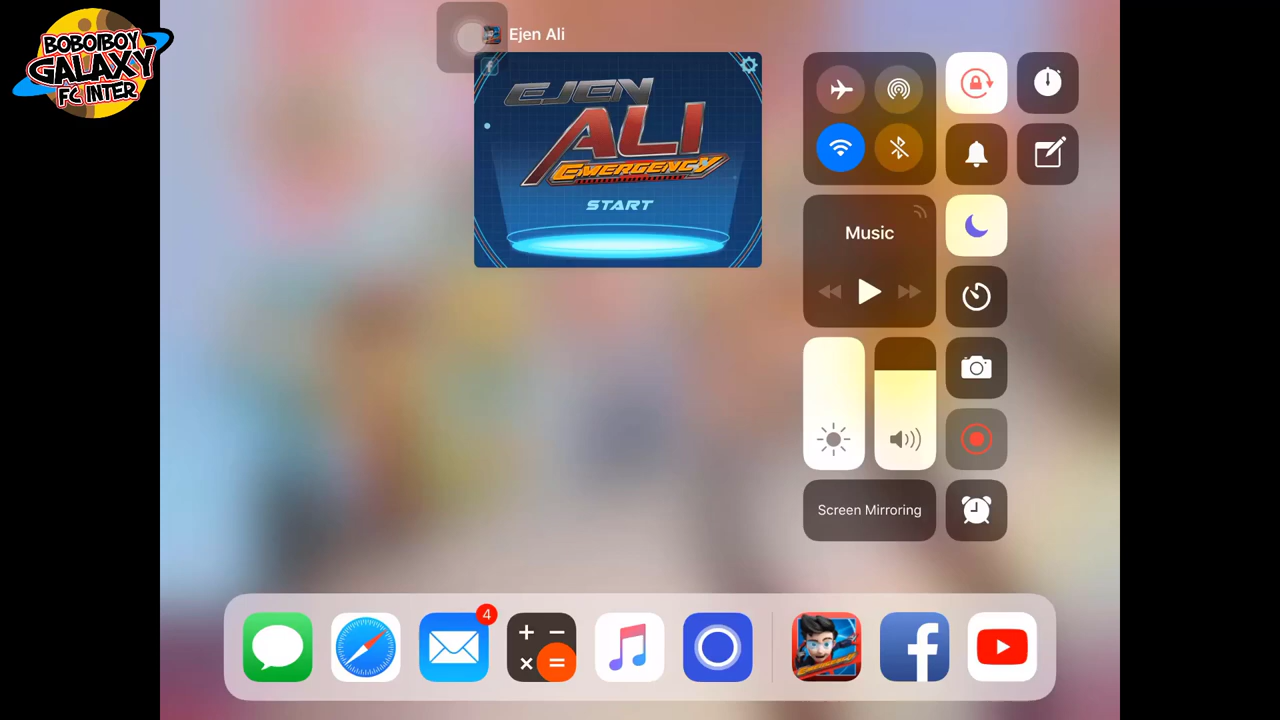 BOBOIBOY
GALAXY
FC INTER
Ejen Ali
EJEN
ALI
EMERGENCY
START
Music
Screen Mirroring
4